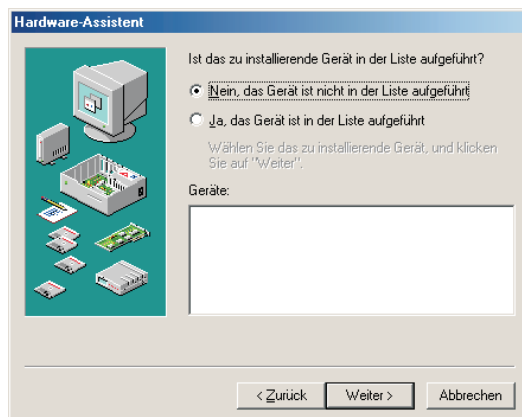 Hardware-Assistent
Ist das zu installierende Gerät in der Liste aufgeführt?
Nein, das Gerät ist nicht in der Liste aufgeführt
Ja, das Gerät ist in der Liste aufgeführt
Wählen Sie das zu installierende Gerät, und klicken
Sie auf "Weiter".
Geräte:
< Zurück Weiter > Abbrechen